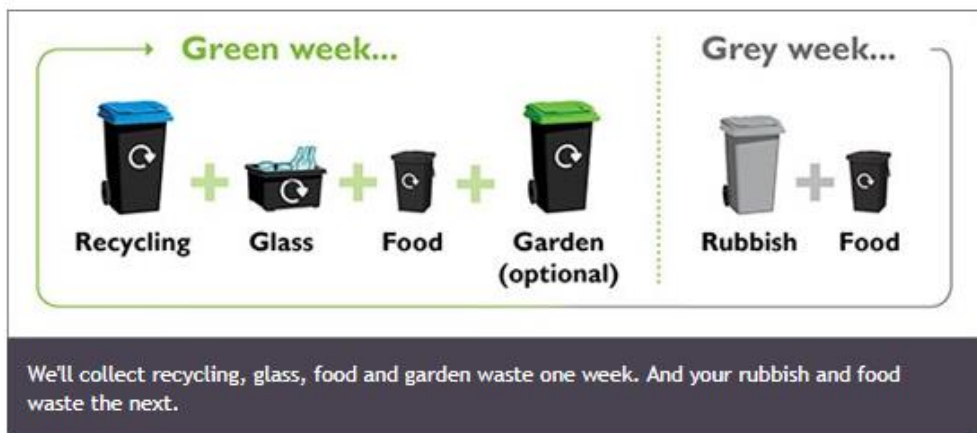 Green week...
Grey week...
Recycling
Glass
Food
Garden
(optional)
Rubbish
Food
We'll collect recycling, glass, food and garden waste one week. And your rubbish and food
waste the next.